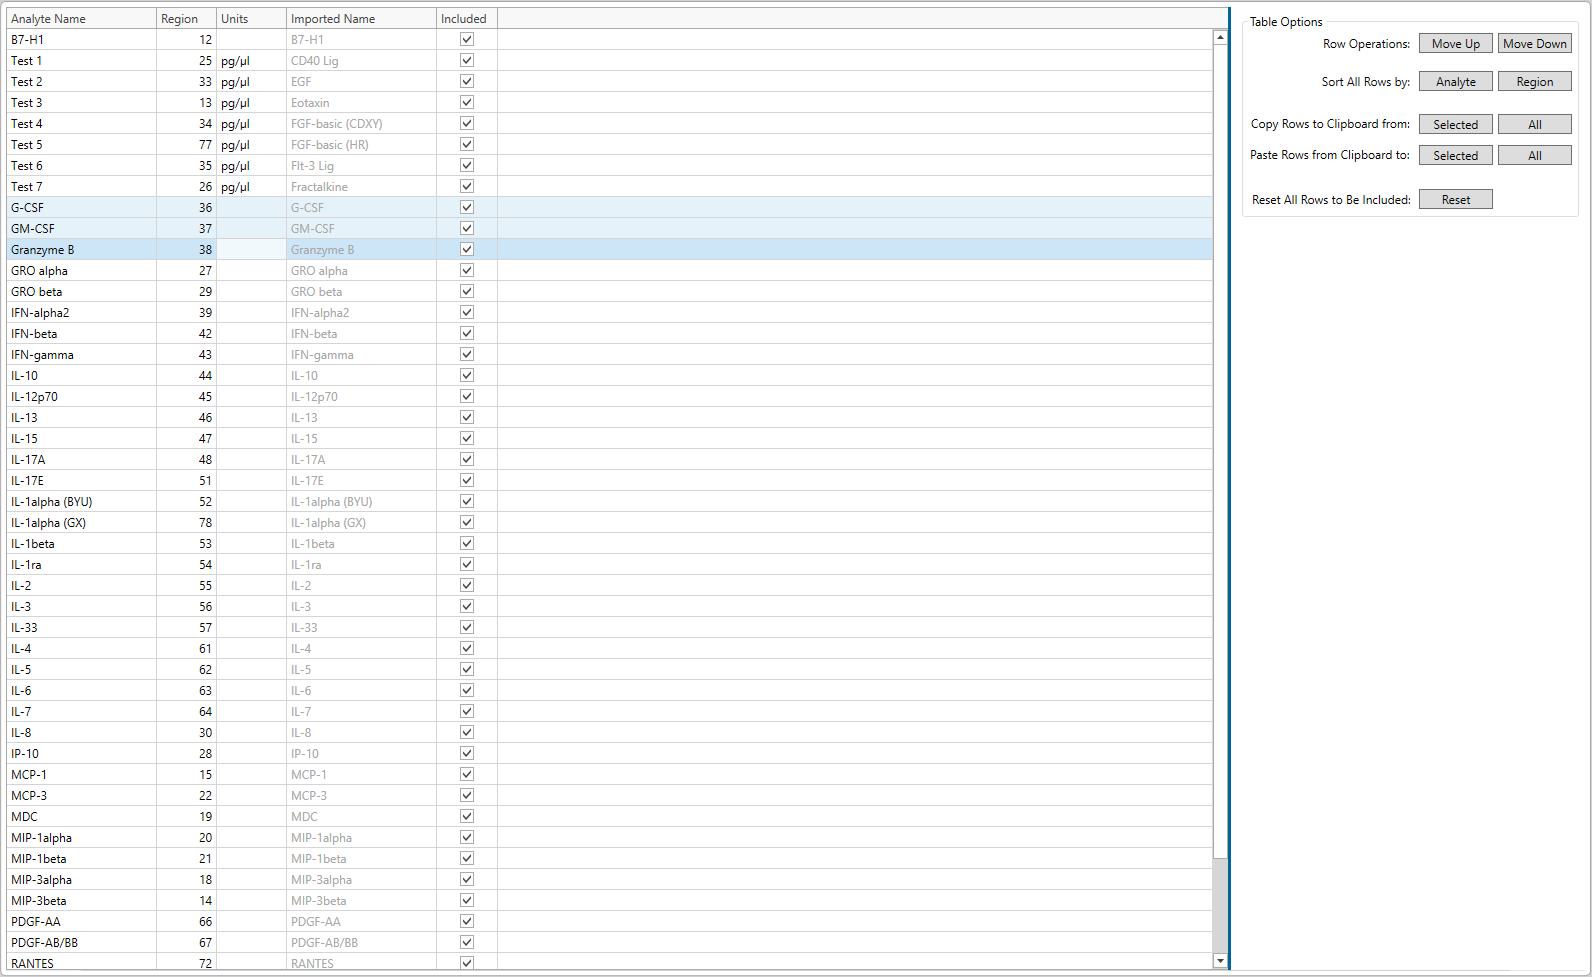 Analyte Name Region Units Imported Name Included
B7-H1 12 B7-H1
Test 1 25 pg/µl CD40 Lig
Test 2 33 pg/µl EGF
Test 3 13 pg/µl Eotaxin
Test 4 34 pg/µl FGF-basic (CDXY)
Test 5 77 pg/µl FGF-basic (HR)
Test 6 35 pg/µl Flt-3 Lig
Test 7 26 pg/µl Fractalkine
G-CSF 36 G-CSF
GM-CSF 37 GM-CSF
Granzyme B 38 Granzyme B
GRO alpha 27 GRO alpha
GRO beta 29 GRO beta
IFN-alpha2 39 IFN-alpha2
IFN-beta 42 IFN-beta
IFN-gamma 43 IFN-gamma
IL-10 44 IL-10
IL-12p70 45 IL-12p70
IL-13 46 IL-13
IL-15 47 IL-15
IL-17A 48 IL-17A
IL-17E 51 IL-17E
IL-1alpha (BYU) 52 IL-1alpha (BYU)
IL-1alpha (GX) 78 IL-1alpha (GX)
IL-1beta 53 IL-1beta
IL-1ra 54 IL-1ra
IL-2 55 IL-2
IL-3 56 IL-3
IL-33 57 IL-33
IL-4 61 IL-4
IL-5 62 IL-5
IL-6 63 IL-6
IL-7 64 IL-7
IL-8 30 IL-8
IP-10 28 IP-10
MCP-1 15 MCP-1
MCP-3 22 MCP-3
MDC 19 MDC
MIP-1alpha 20 MIP-1alpha
MIP-1beta 21 MIP-1beta
MIP-3alpha 18 MIP-3alpha
MIP-3beta 14 MIP-3beta
PDGF-AA 66 PDGF-AA
PDGF-AB/BB 67 PDGF-AB/BB
RANTES 72 RANTES
Table Options
Row Operations: Move Up Move Down
Sort All Rows by: Analyte Region
Copy Rows to Clipboard from: Selected All
Paste Rows from Clipboard to: Selected All
Reset All Rows to Be Included: Reset